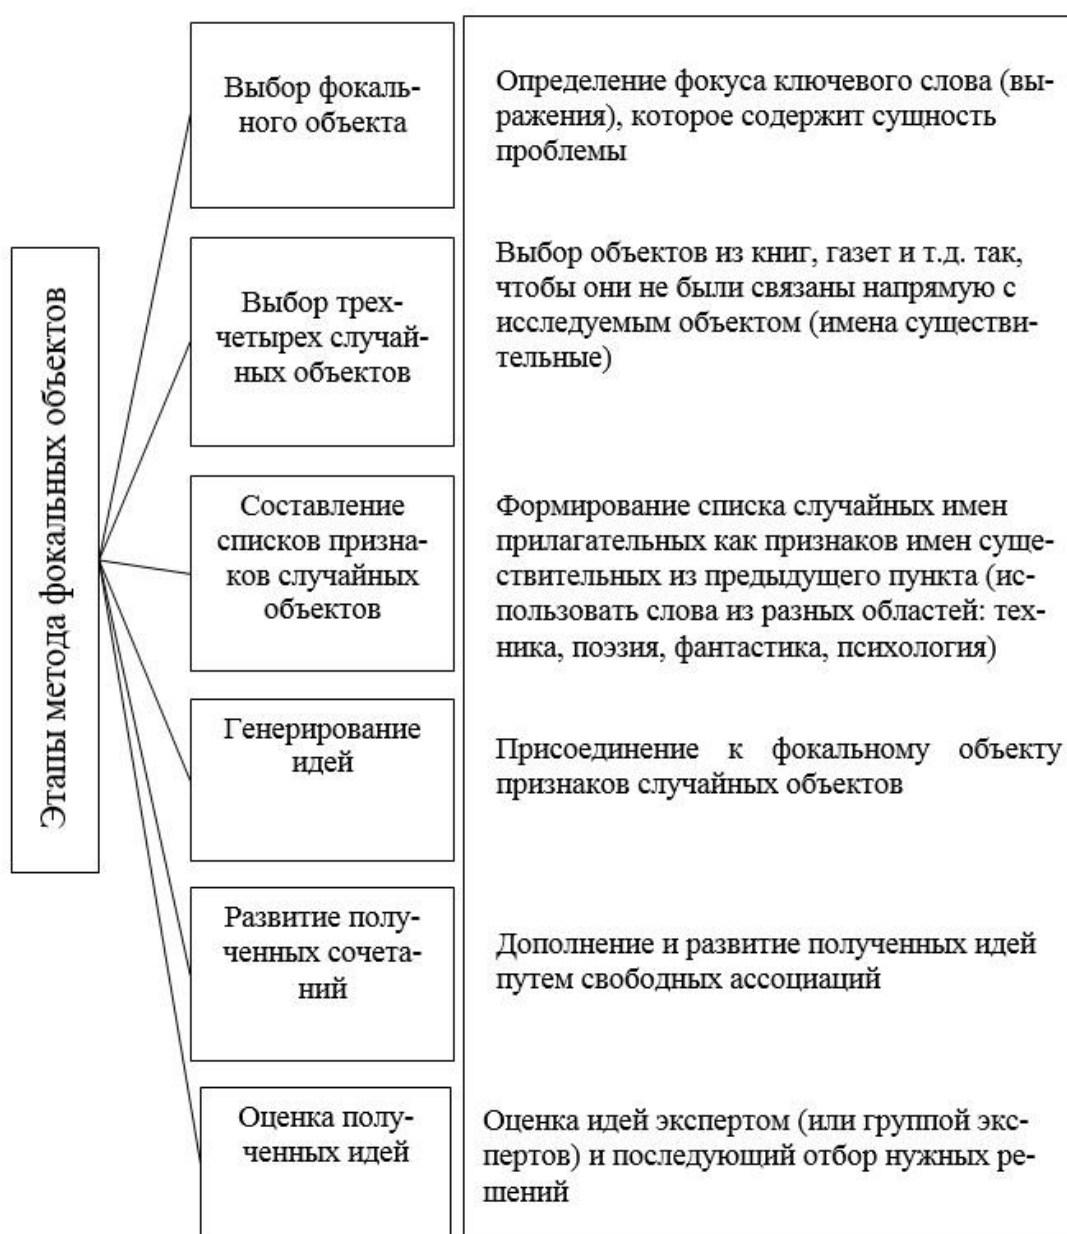 Этапы метода фокальных объектов
Выбор фокаль-
ного объекта
Определение фокуса ключевого слова (вы-
ражения), которое содержит сущность
проблемы
Выбор трех-
четырех случай-
ных объектов
Выбор объектов из книг, газет и т.д. так,
чтобы они не были связаны напрямую с
исследуемым объектом (имена существи-
тельные)
Составление
списков призна-
ков случайных
объектов
Формирование списка случайных имен
прилагательных как признаков имен суще-
ствительных из предыдущего пункта (ис-
пользовать слова из разных областей: тех-
ника, поэзия, фантастика, психология)
Генерирование
идей
Присоединение к фокальному объекту
признаков случайных объектов
Развитие полу-
ченных сочета-
ний
Дополнение и развитие полученных идей
путем свободных ассоциаций
Оценка полу-
ченных идей
Оценка идей экспертом (или группой экс-
пертов) и последующий отбор нужных ре-
шений